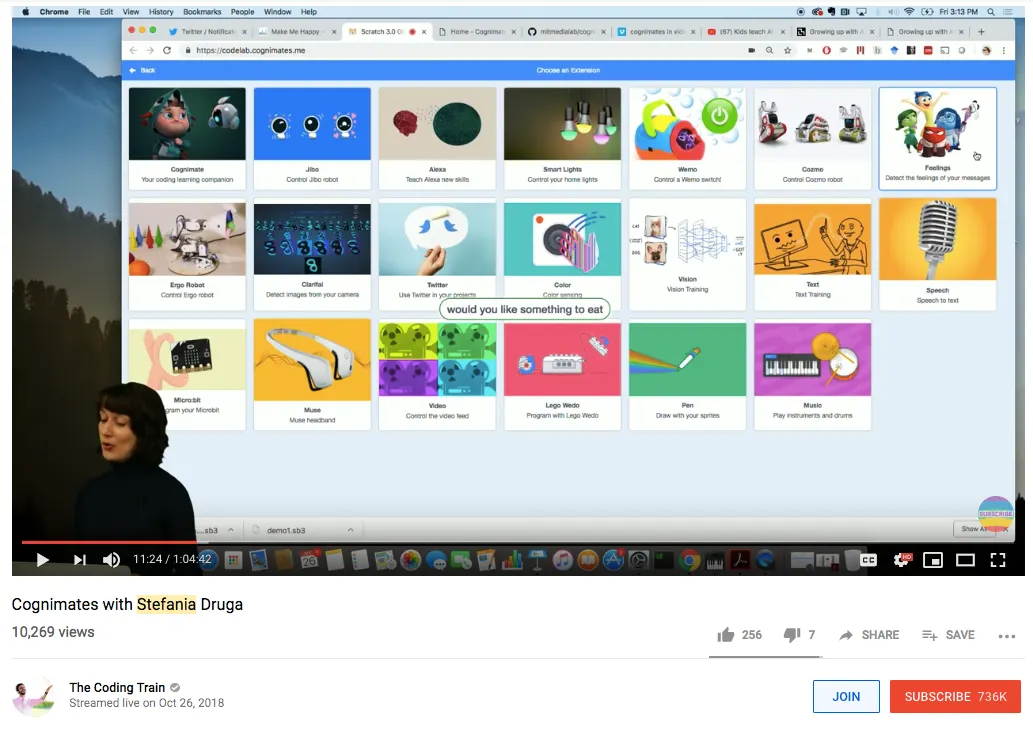 Chrome File Edit View History Bookmarks People Window Help
Fri 3:13 PM
Twitter / Notificati
Make Me Happy -
Scratch 3.0 G
Home - Cognimat
mitmedialab/cogn
cognimates in vide
(67) Kids teach A
Growing up with A
Growing up with A
https://codelab.cognimates.me
Back
Choose an Extension
Cognimate
Your coding learning companion
Jibo
Control Jibo robot
Alexa
Teach Alexa new skills
Smart Lights
Control your home lights
Wemo
Control a Wemo switch!
Cozmo
Control Cozmo robot
Feelings
Detect the feelings of your messages
Ergo Robot
Control Ergo robot
Clarifai
Detect images from your camera
Twitter
Use Twitter in your projects
Color
Color sensing
Vision
Vision Training
Text
Text Training
Speech
Speech to text
would you like something to eat
Micro:bit
gram your Microbit
Muse
Muse headband
Video
Control the video feed
Lego Wedo
Program with Lego Wedo
Pen
Draw with your sprites
Music
Play instruments and drums
SUBSCRIBE
....sb3
demo1.sb3
Show Al
11:24 / 1:04:42
26
CC
HD
Cognimates with Stefania Druga
10,269 views
256
7
SHARE
SAVE
The Coding Train
Streamed live on Oct 26, 2018
JOIN
SUBSCRIBE 736K